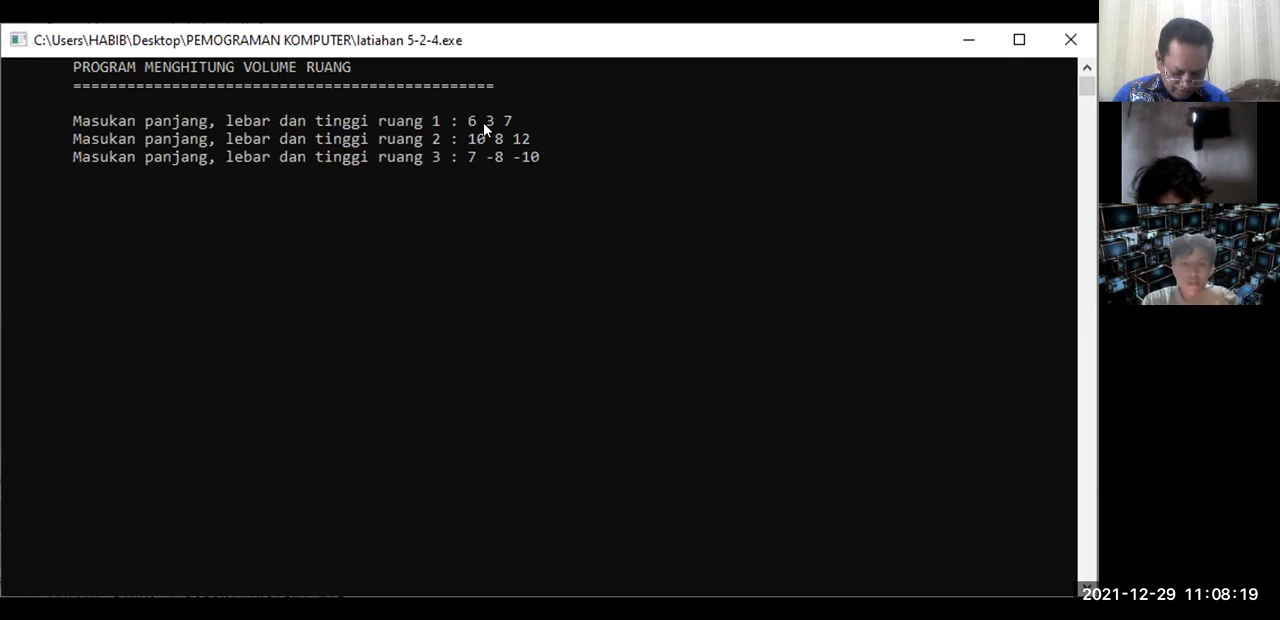 C:\Users\HABIB\Desktop\PEMOGRAMAN KOMPUTER\latiahan 5-2-4.exe
PROGRAM MENGHITUNG VOLUME RUANG
===============================================
Masukan panjang, lebar dan tinggi ruang 1 : 6 3 7
Masukan panjang, lebar dan tinggi ruang 2 : 10 8 12
Masukan panjang, lebar dan tinggi ruang 3 : 7 -8 -10
2021-12-29 11:08:19